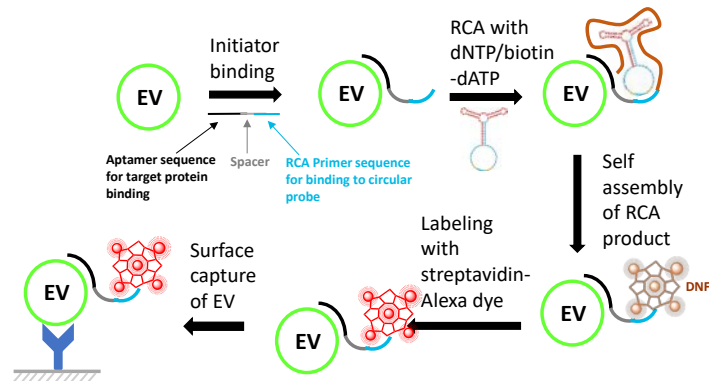 EV
Initiator
binding
Aptamer sequence
for target protein
binding
Spacer
RCA Primer sequence
for binding to circular
probe
EV
RCA with
dNTP/biotin
-dATP
EV
Self
assembly
of RCA
product
EV
DNF
Labeling
with
streptavidin-
Alexa dye
EV
Surface
capture
of EV
EV